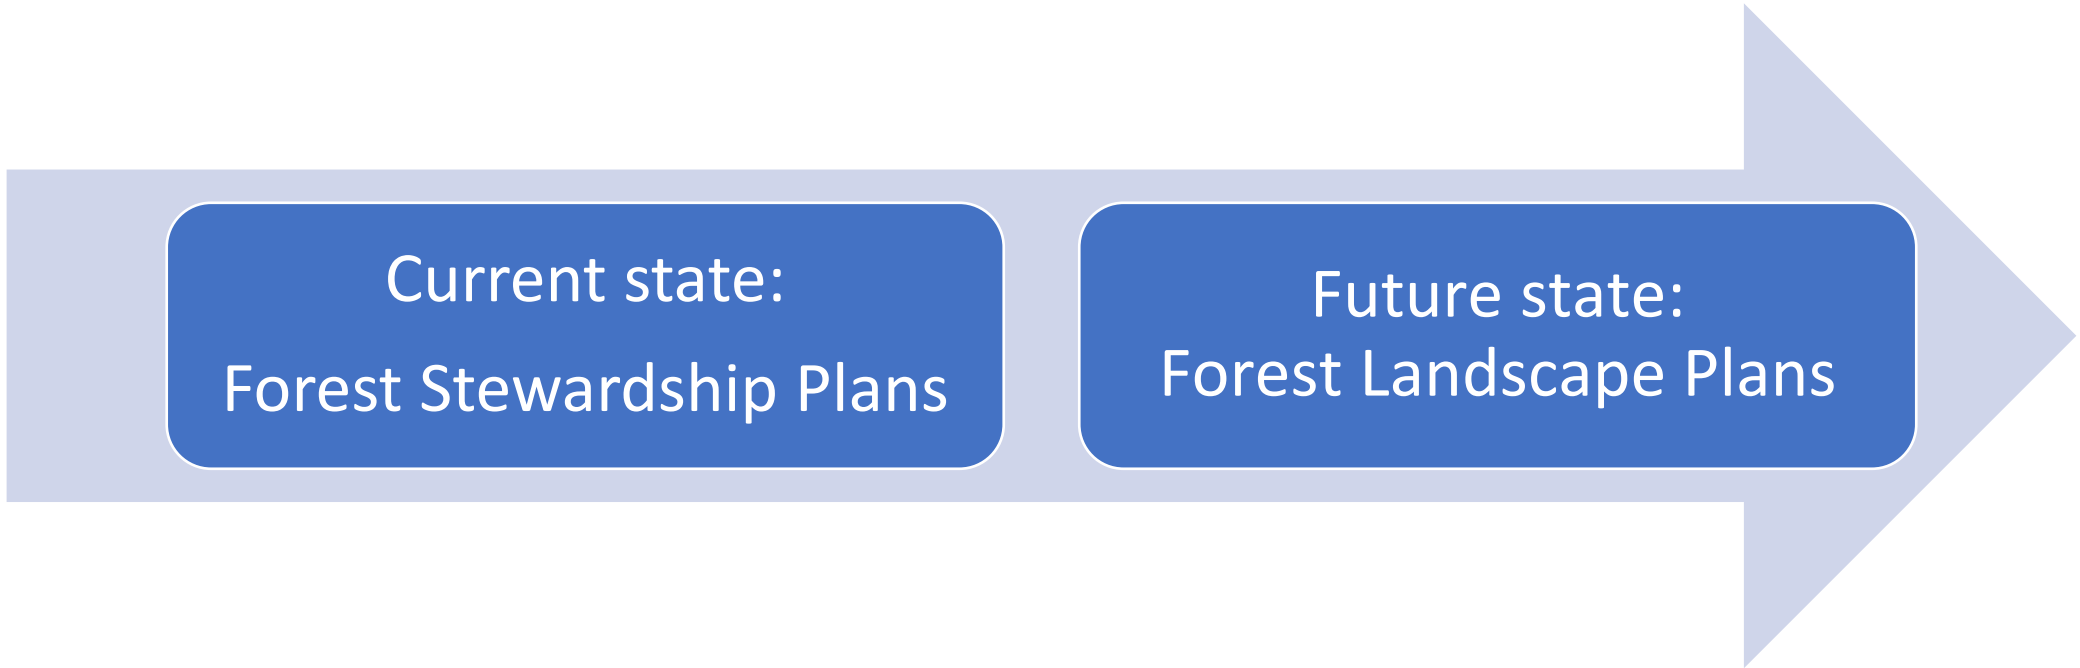 Current state:
Forest Stewardship Plans
Future state:
Forest Landscape Plans